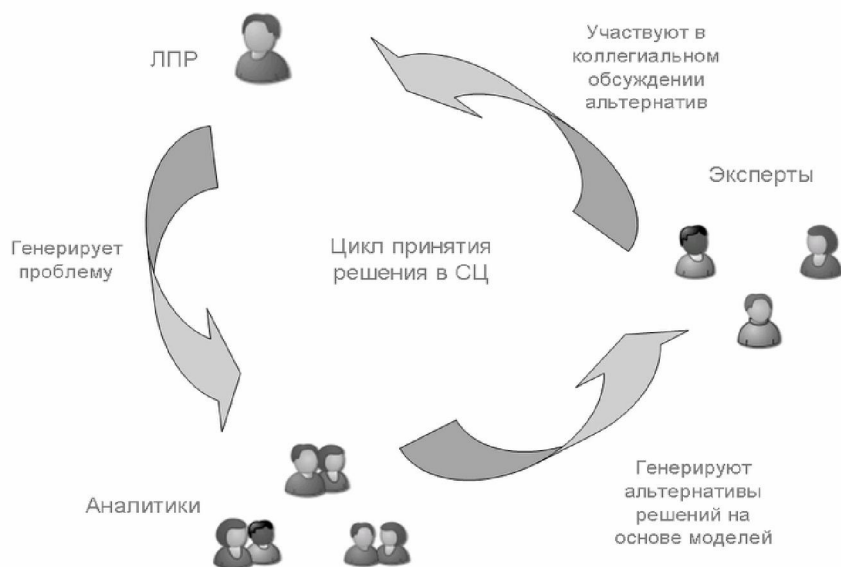 ЛПР
Участвуют в
коллегиальном
обсуждении
альтернатив
Эксперты
Генерирует
проблему
Цикл принятия
решения в СЦ
Аналитики
Генерируют
альтернативы
решений на
основе моделей